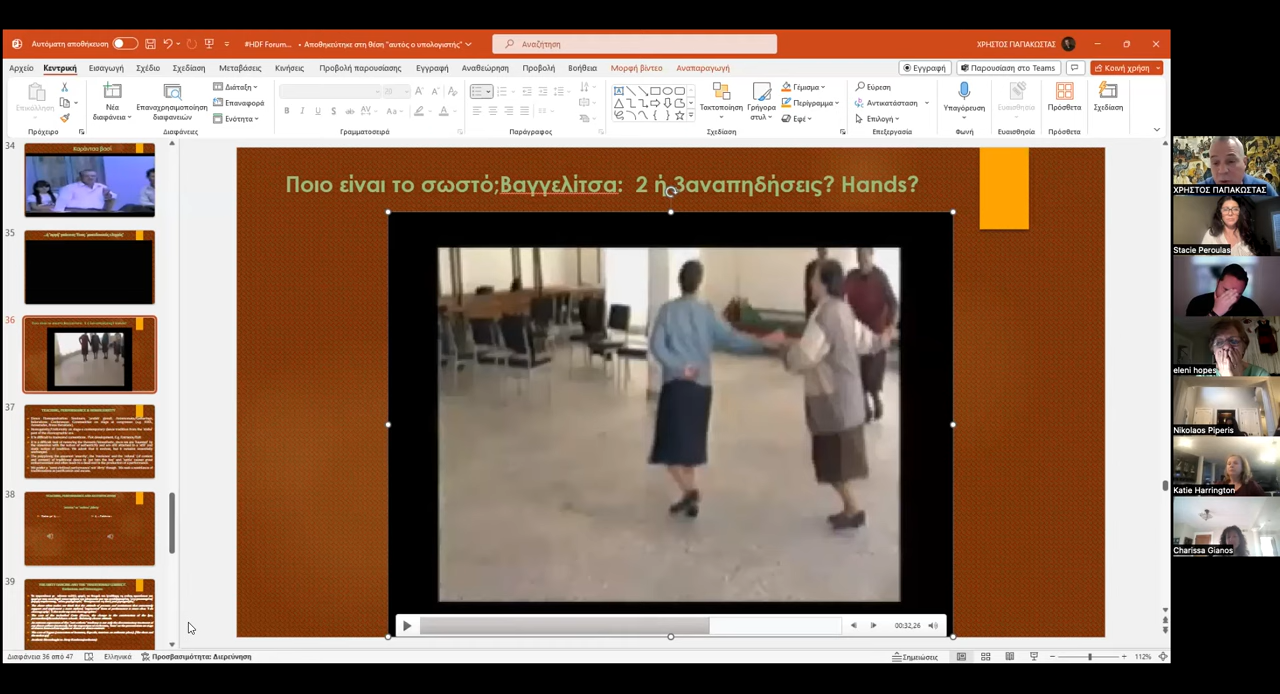 Αυτόματη αποθήκευση
#HDF Forum... • Αποθηκεύτηκε στη θέση "αυτός ο υπολογιστής"
Αναζήτηση
ΧΡΗΣΤΟΣ ΠΑΠΑΚΩΣΤΑΣ
Αρχείο Κεντρική Εισαγωγή Σχέδιο Σχεδίαση Μεταβάσεις Κινήσεις Προβολή παρουσίασης Εγγραφή Αναθεώρηση Προβολή Βοήθεια Μορφή βίντεο Αναπαραγωγή
Εγγραφή Παρουσίαση στο Teams Κοινή χρήση
Επικόλληση
Νέα διαφάνεια
Επαναχρησιμοποίηση διαφανειών
Διάταξη
Επαναφορά
Ενότητα
Τακτοποίηση
Γρήγορα στυλ
Γέμισμα
Περίγραμμα
Εφέ
Εύρεση
Αντικατάσταση
Επιλογή
Υπαγόρευση
Ευαισθησία
Πρόσθετα
Σχεδίαση
Πρόχειρο Διαφάνειες Γραμματοσειρά Παράγραφος Σχεδίαση Επεξεργασία Φωνή Ευαισθησία Πρόσθετα
34
35
36
37
38
39
Ποιο είναι το σωστό;Βαγγελίτσα: 2 ή 3αναπηδήσεις? Hands?
00:32,26
ΧΡΗΣΤΟΣ ΠΑΠΑΚΩΣΤΑΣ
Stacie Peroulas
eleni hopes
Nikolaos Piperis
Katie Harrington
Charissa Gianos
Διαφάνεια 36 από 47 Ελληνικά Προσβασιμότητα: Διερεύνηση
Σημειώσεις
112%